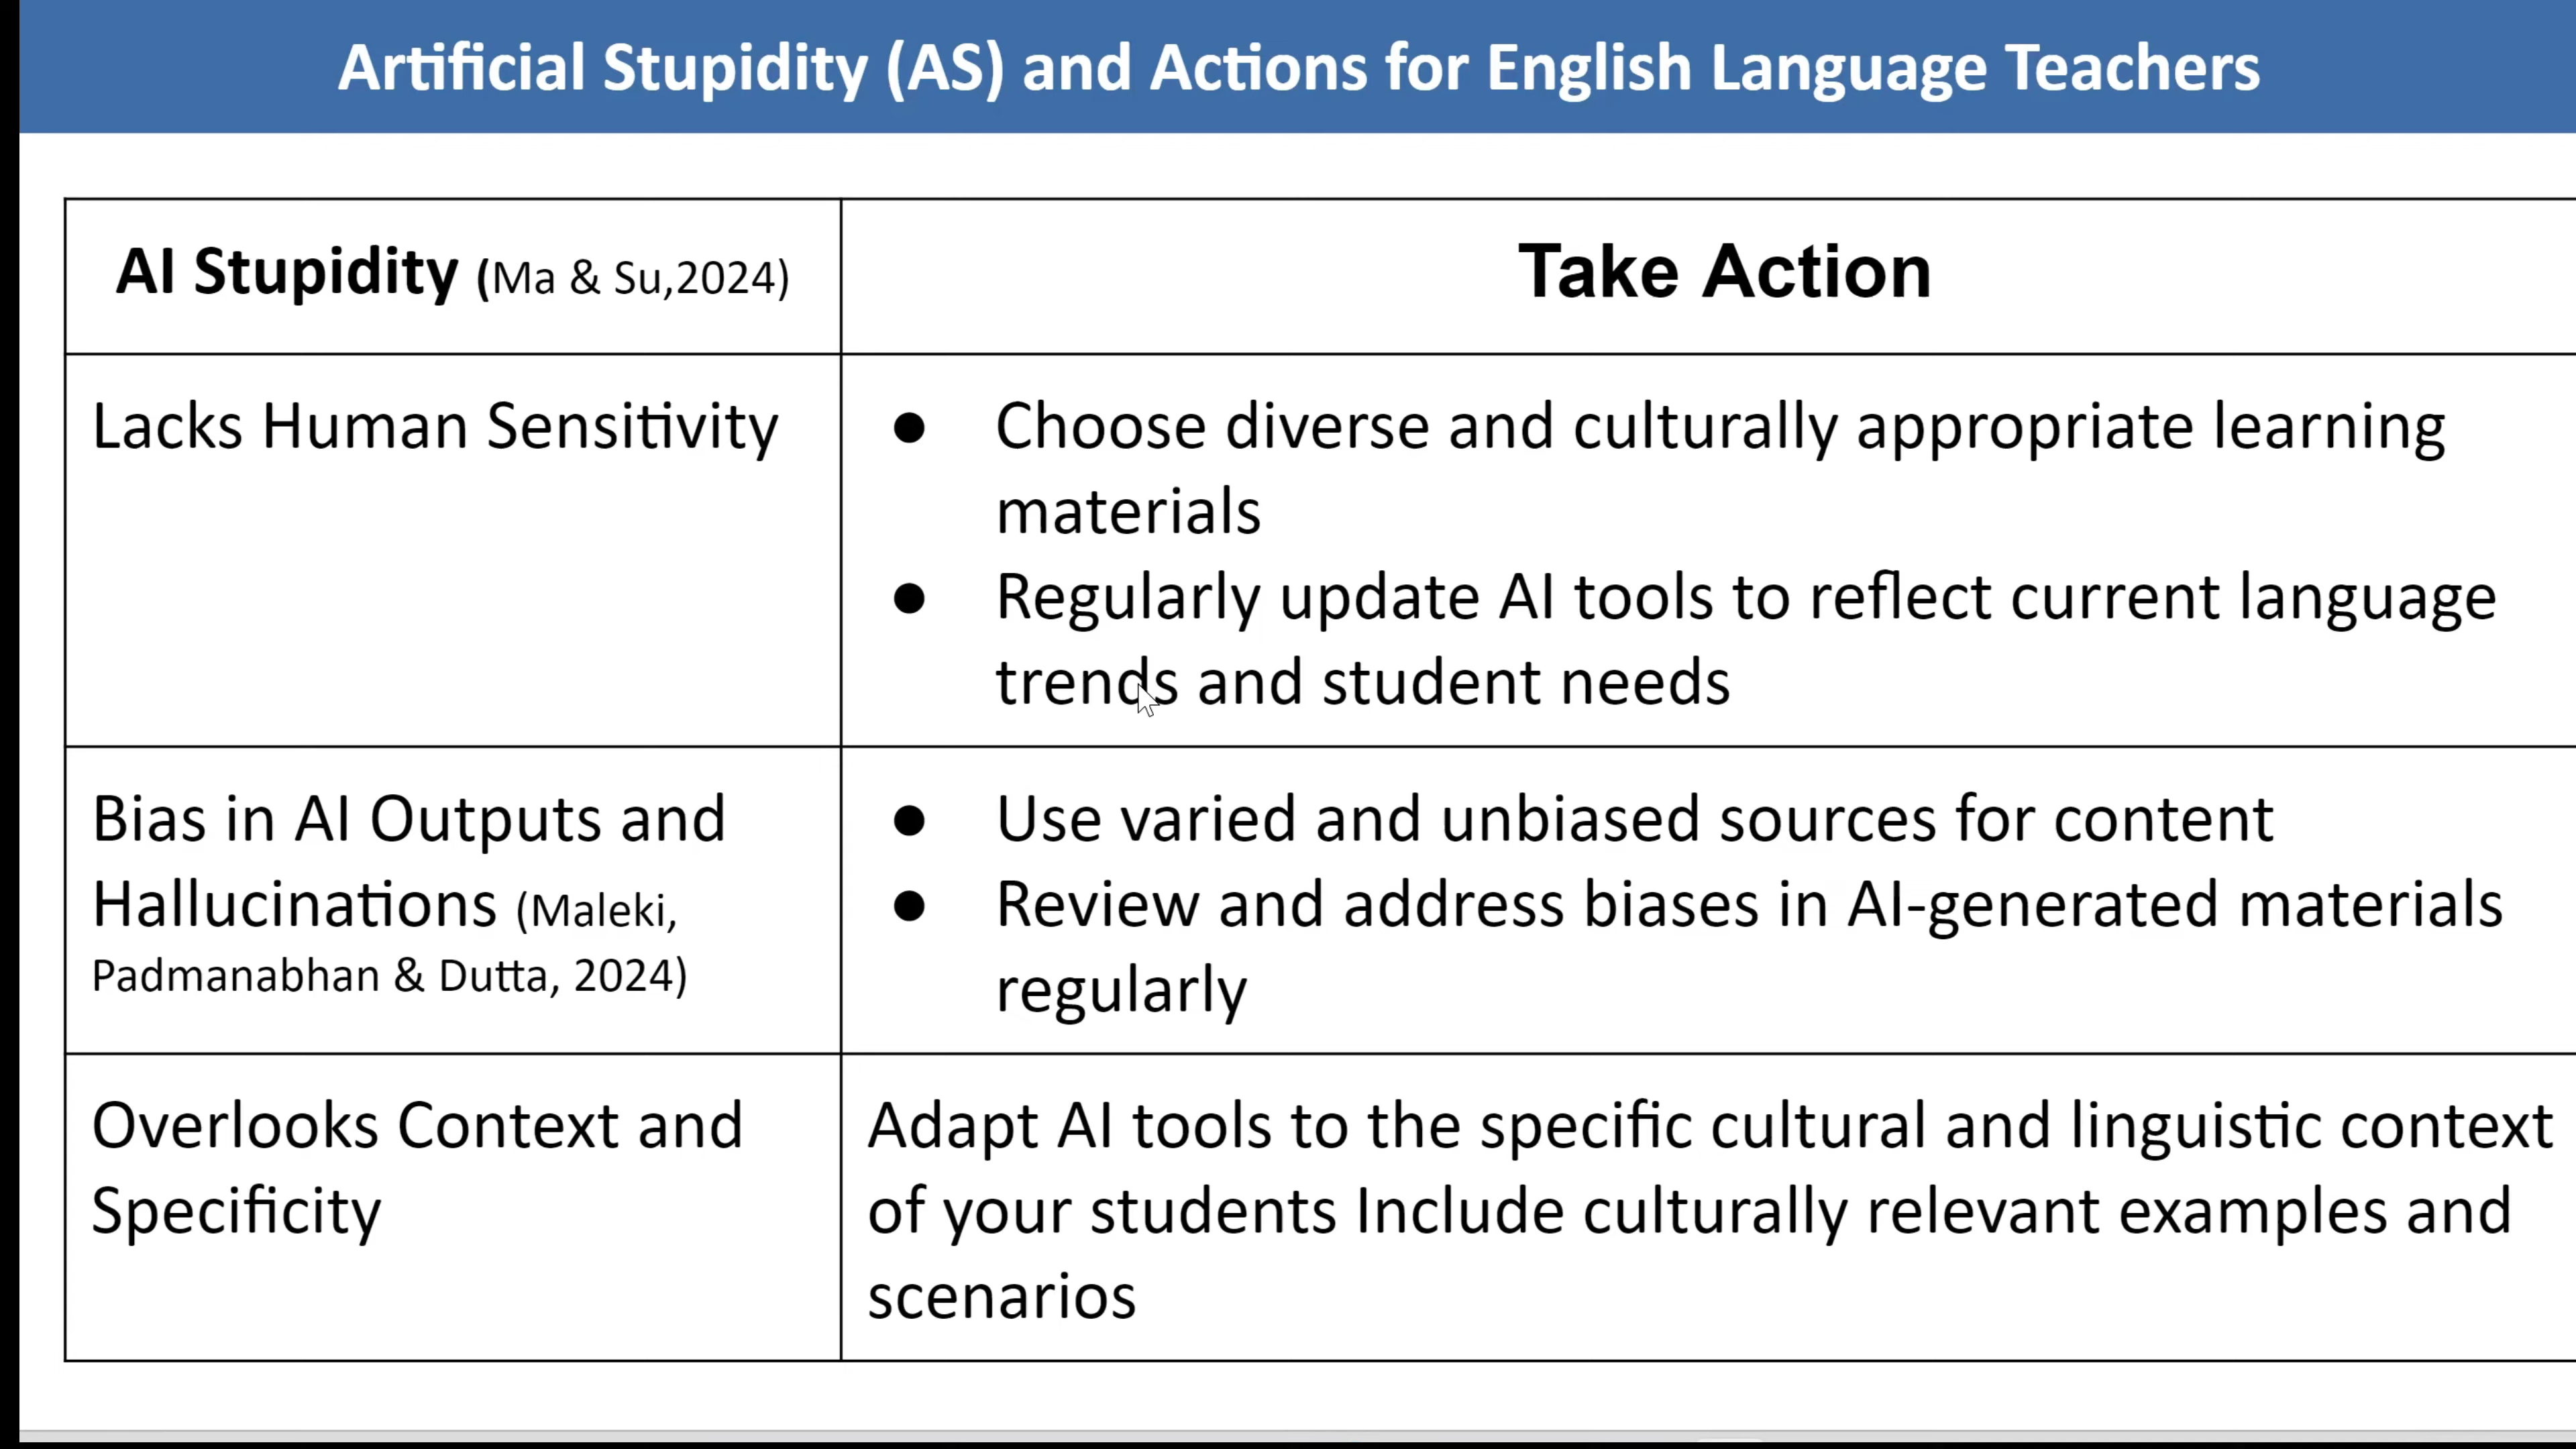 Artificial Stupidity (AS) and Actions for English Language Teachers
AI Stupidity (Ma & Su,2024)
Take Action
Lacks Human Sensitivity
● Choose diverse and culturally appropriate learning
materials
● Regularly update AI tools to reflect current language
trends and student needs
Bias in AI Outputs and
Hallucinations (Maleki,
Padmanabhan & Dutta, 2024)
● Use varied and unbiased sources for content
● Review and address biases in AI-generated materials
regularly
Overlooks Context and
Specificity
Adapt AI tools to the specific cultural and linguistic context
of your students Include culturally relevant examples and
scenarios